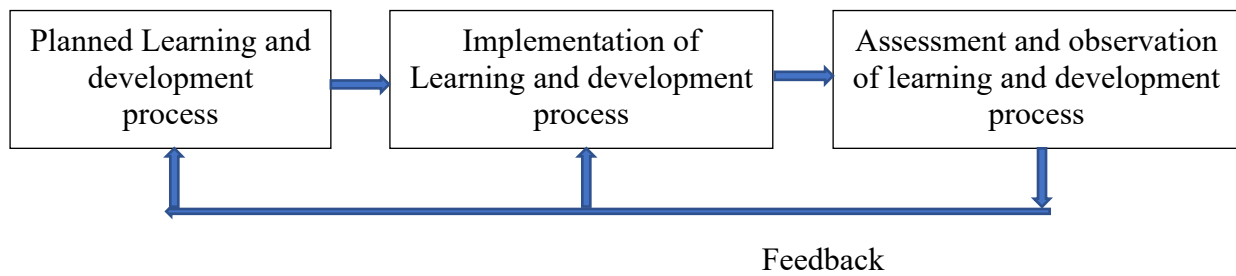 Planned Learning and
development
process
Implementation of
Learning and development
process
Assessment and observation
of learning and development
process
Feedback